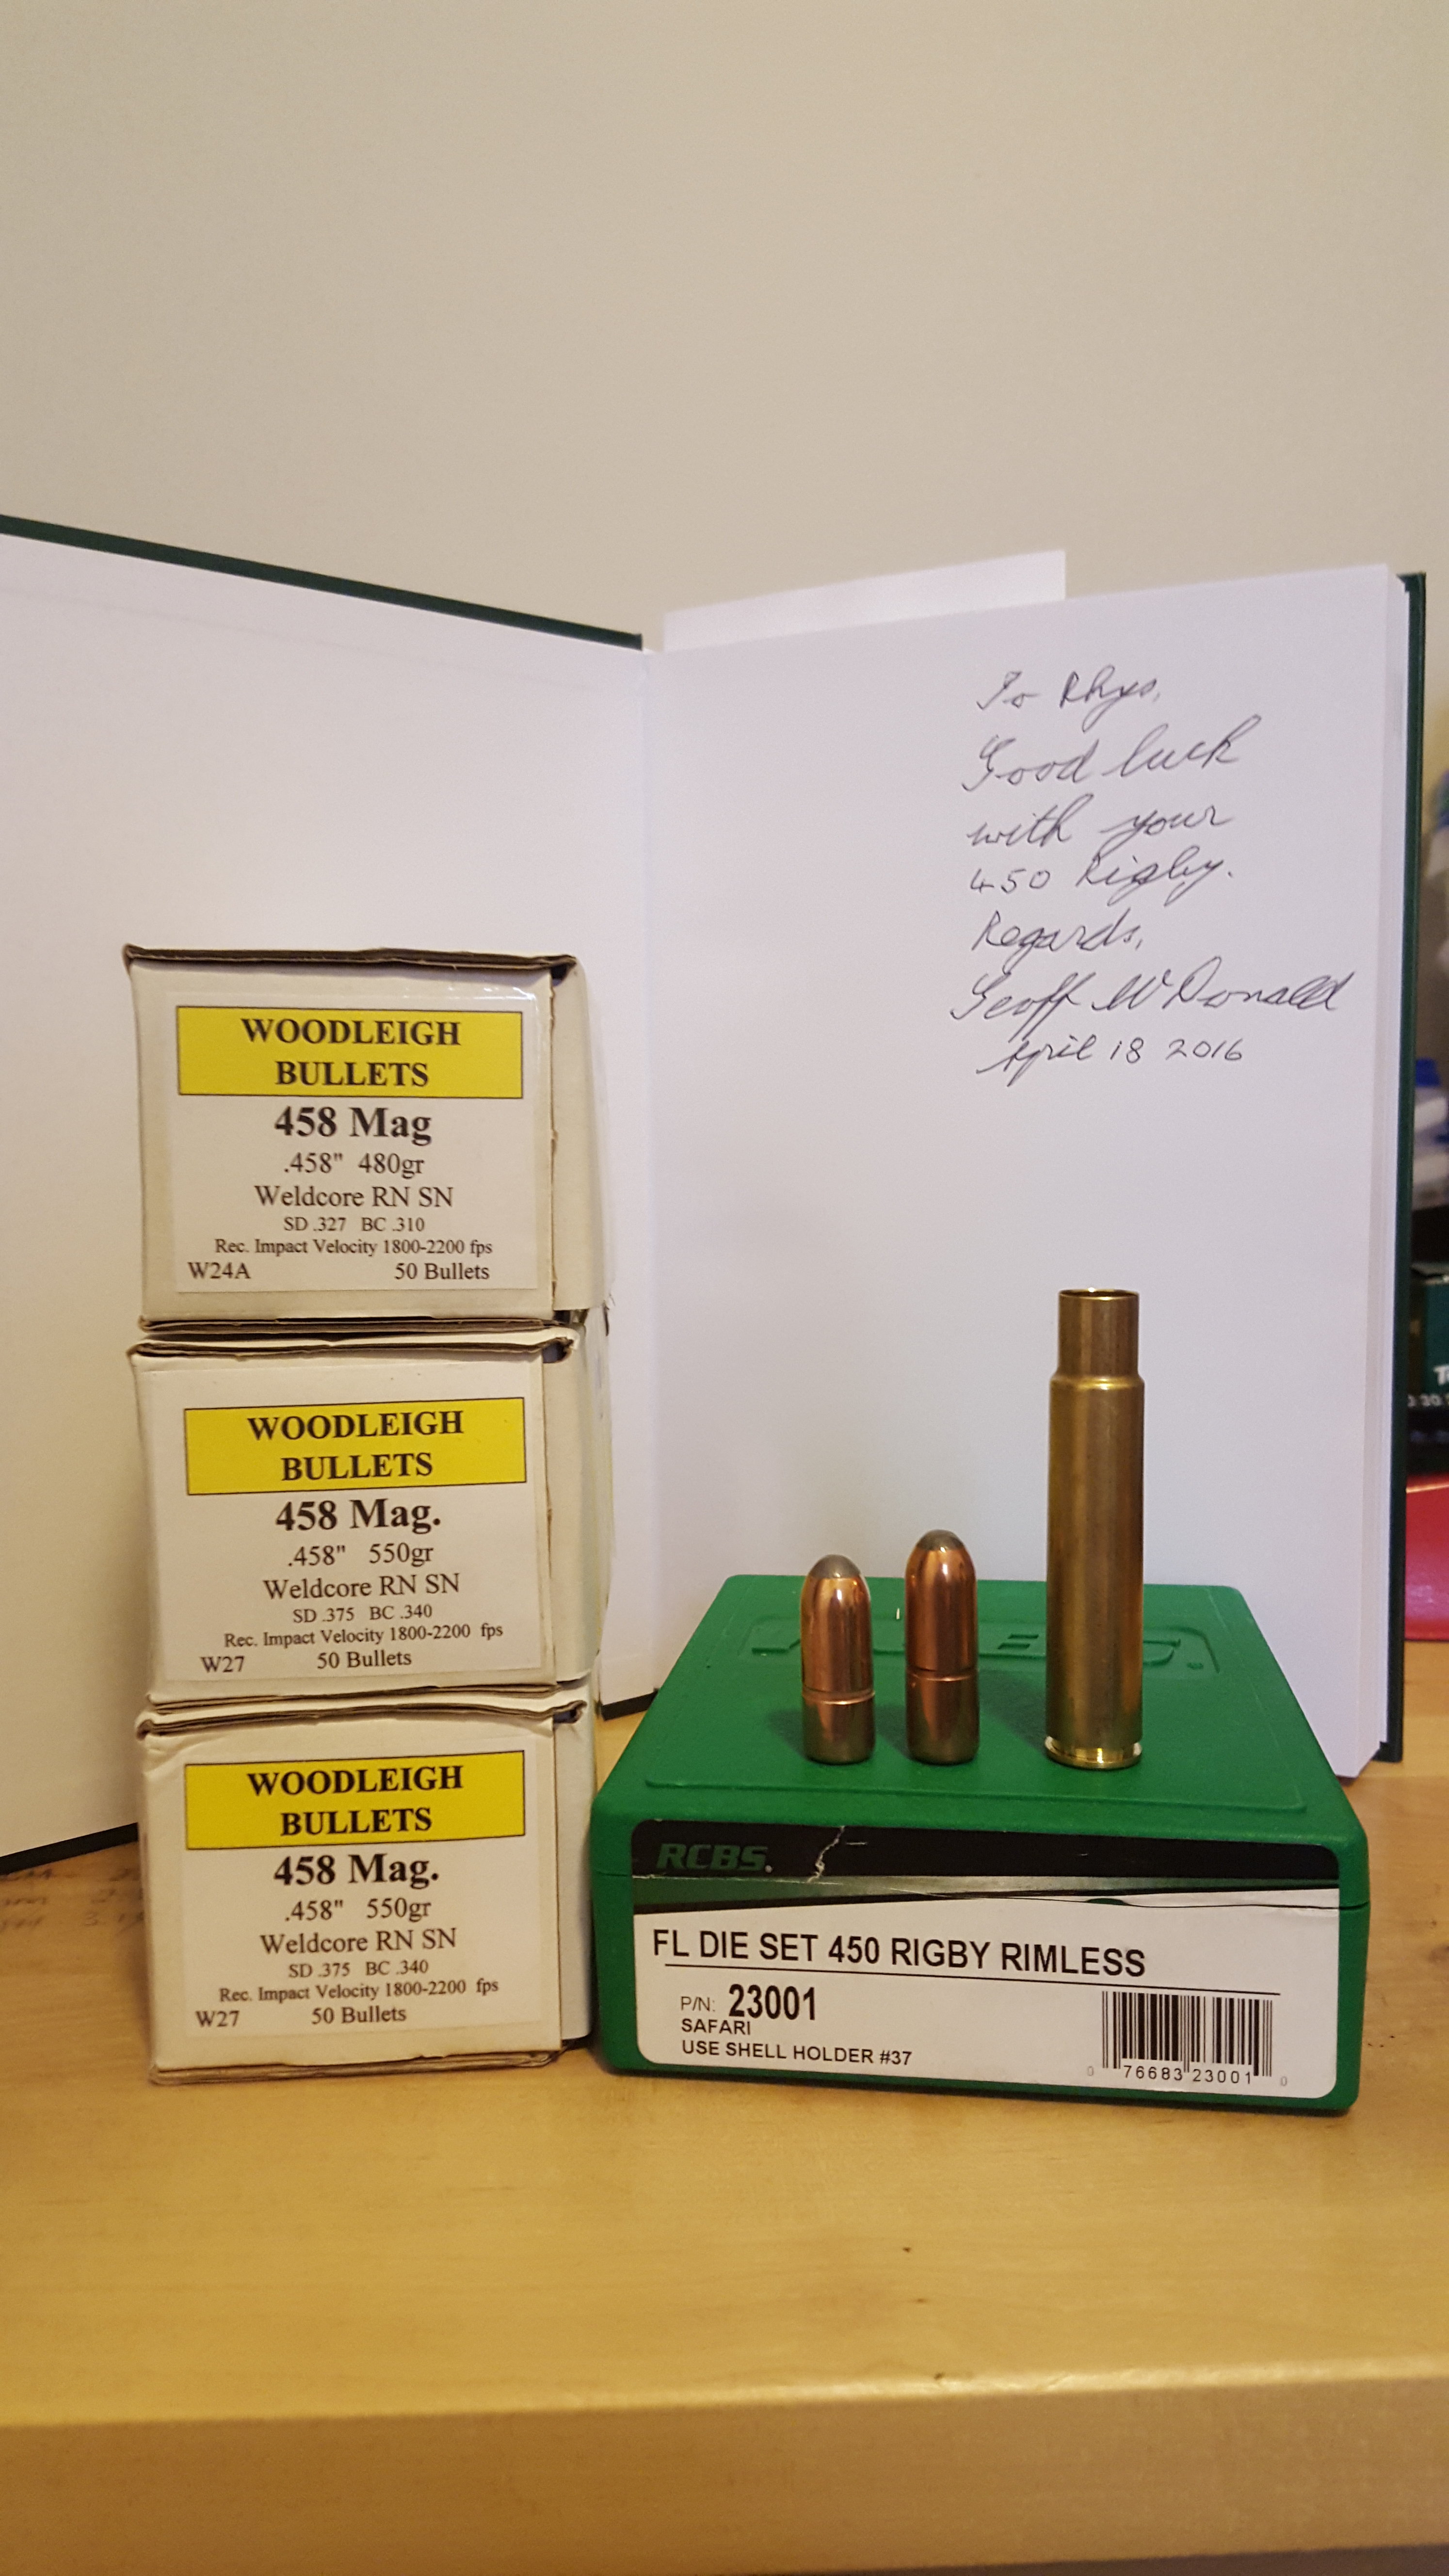 To Rhys,
Good luck
with your
450 Rigby.
Regards,
Geoff McDonald
April 18 2016
WOODLEIGH
BULLETS
458 Mag
.458" 480gr
Weldcore RN SN
SD .327 BC .310
Rec. Impact Velocity 1800-2200 fps
W24A 50 Bullets
WOODLEIGH
BULLETS
458 Mag.
.458" 550gr
Weldcore RN SN
SD .375 BC .340
Rec. Impact Velocity 1800-2200 fps
W27 50 Bullets
WOODLEIGH
BULLETS
458 Mag.
.458" 550gr
Weldcore RN SN
SD .375 BC .340
Rec. Impact Velocity 1800-2200 fps
W27 50 Bullets
RCBS.
RCBS.
FL DIE SET 450 RIGBY RIMLESS
P/N: 23001
SAFARI
USE SHELL HOLDER #37
0 76683 23001 0